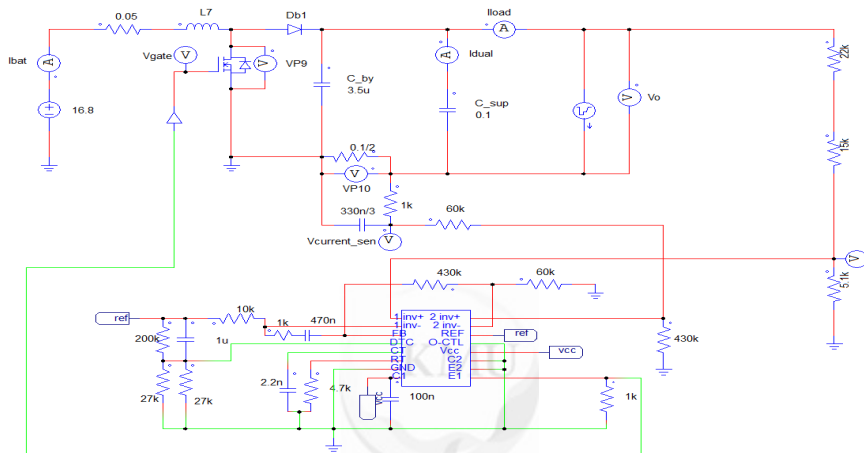 0.05
L7
Db1
Iload
Ibat
A
Vgate
V
V
VP9
A
A
Idual
22k
16.8
C_by
3.5u
C_sup
0.1
V
Vo
0.1/2
15k
V
VP10
330n/3
1k
60k
Vcurrent_sen
V
V
430k
60k
5.1k
ref
10k
1k
470n
1 inv+
2 inv+
1 inv-
2 inv-
FB
REF
ref
DTC
O-CTL
CT
Vcc
vcc
RT
C2
GND
E2
C1
E1
200k
1u
430k
2.2n
4.7k
vcc
100n
27k
27k
1k
KMU